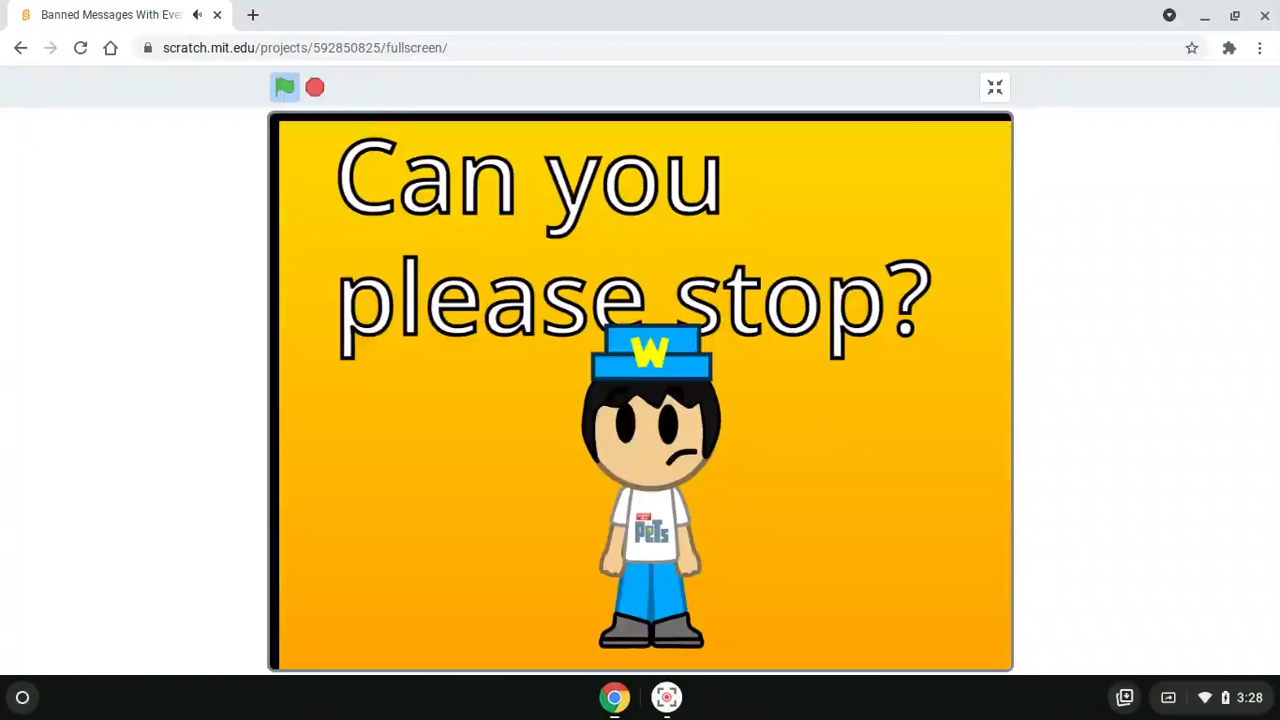 Banned Messages With Eve
scratch.mit.edu/projects/592850825/fullscreen/
Can you
please stop?
W
PeTs
3:28